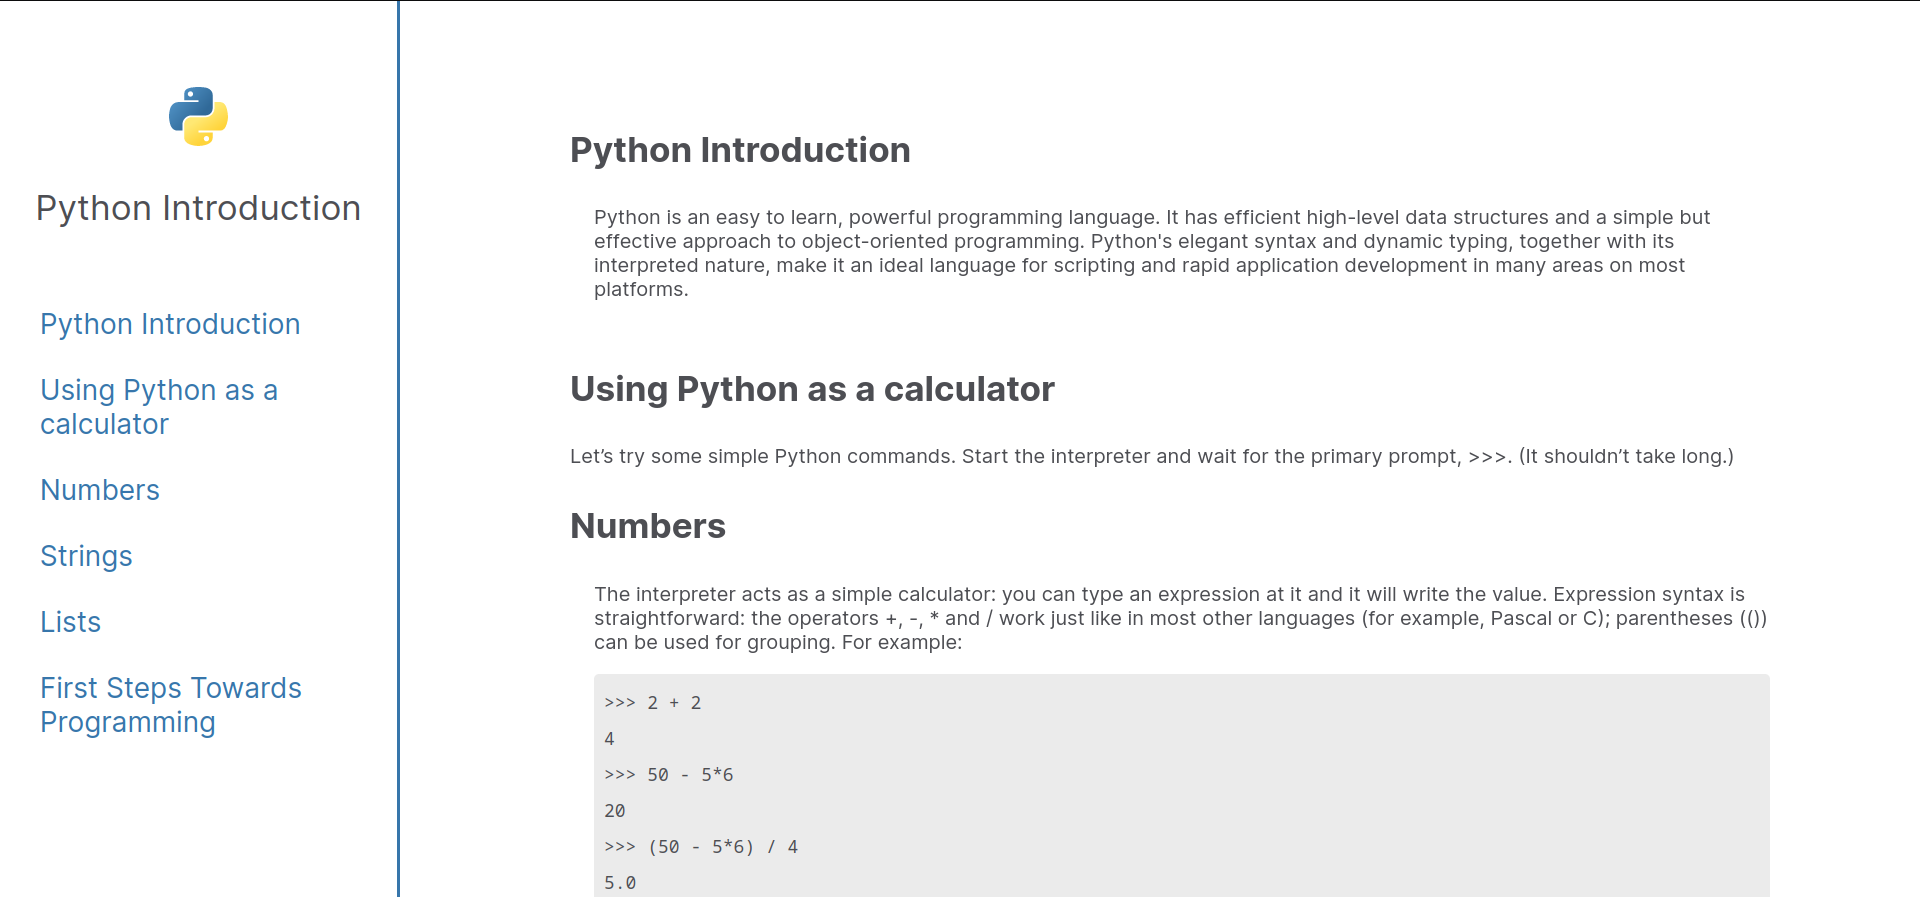 Python Introduction
Python Introduction
Using Python as a
calculator
Numbers
Strings
Lists
First Steps Towards
Programming
Python Introduction
Python is an easy to learn, powerful programming language. It has efficient high-level data structures and a simple but
effective approach to object-oriented programming. Python's elegant syntax and dynamic typing, together with its
interpreted nature, make it an ideal language for scripting and rapid application development in many areas on most
platforms.
Using Python as a calculator
Let’s try some simple Python commands. Start the interpreter and wait for the primary prompt, >>>. (It shouldn’t take long.)
Numbers
The interpreter acts as a simple calculator: you can type an expression at it and it will write the value. Expression syntax is
straightforward: the operators +, -, * and / work just like in most other languages (for example, Pascal or C); parentheses (())
can be used for grouping. For example:
>>> 2 + 2
4
>>> 50 - 5*6
20
>>> (50 - 5*6) / 4
5.0